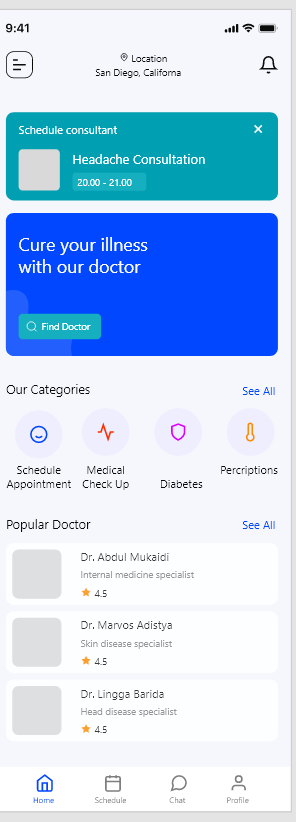 9:41
Location
San Diego, Californa
Schedule consultant
Headache Consultation
20.00 - 21.00
Cure your illness
with our doctor
Find Doctor
Our Categories
See All
Schedule
Appointment
Medical
Check Up
Diabetes
Percriptions
Popular Doctor
See All
Dr. Abdul Mukaidi
Internal medicine specialist
4.5
Dr. Marvos Adistya
Skin disease specialist
4.5
Dr. Lingga Barida
Head disease specialist
4.5
Home
Schedule
Chat
Profile